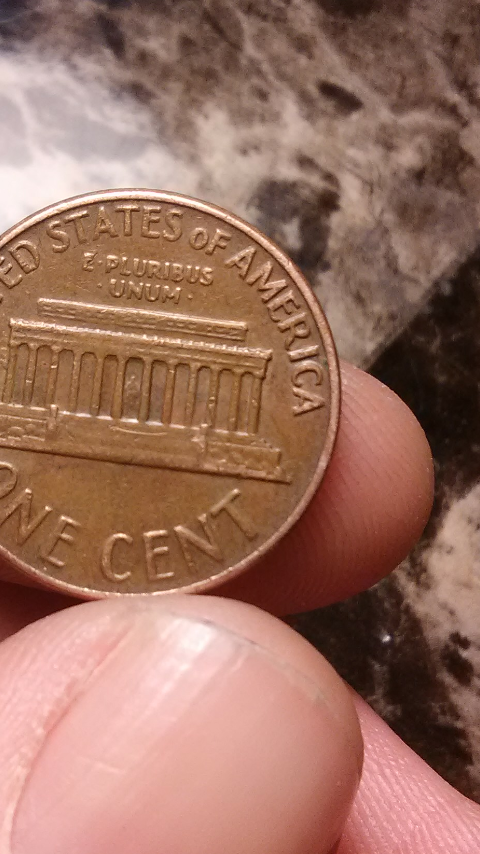 ED STATES OF AMERICA
E·PLURIBUS
·UNUM·
ONE CENT